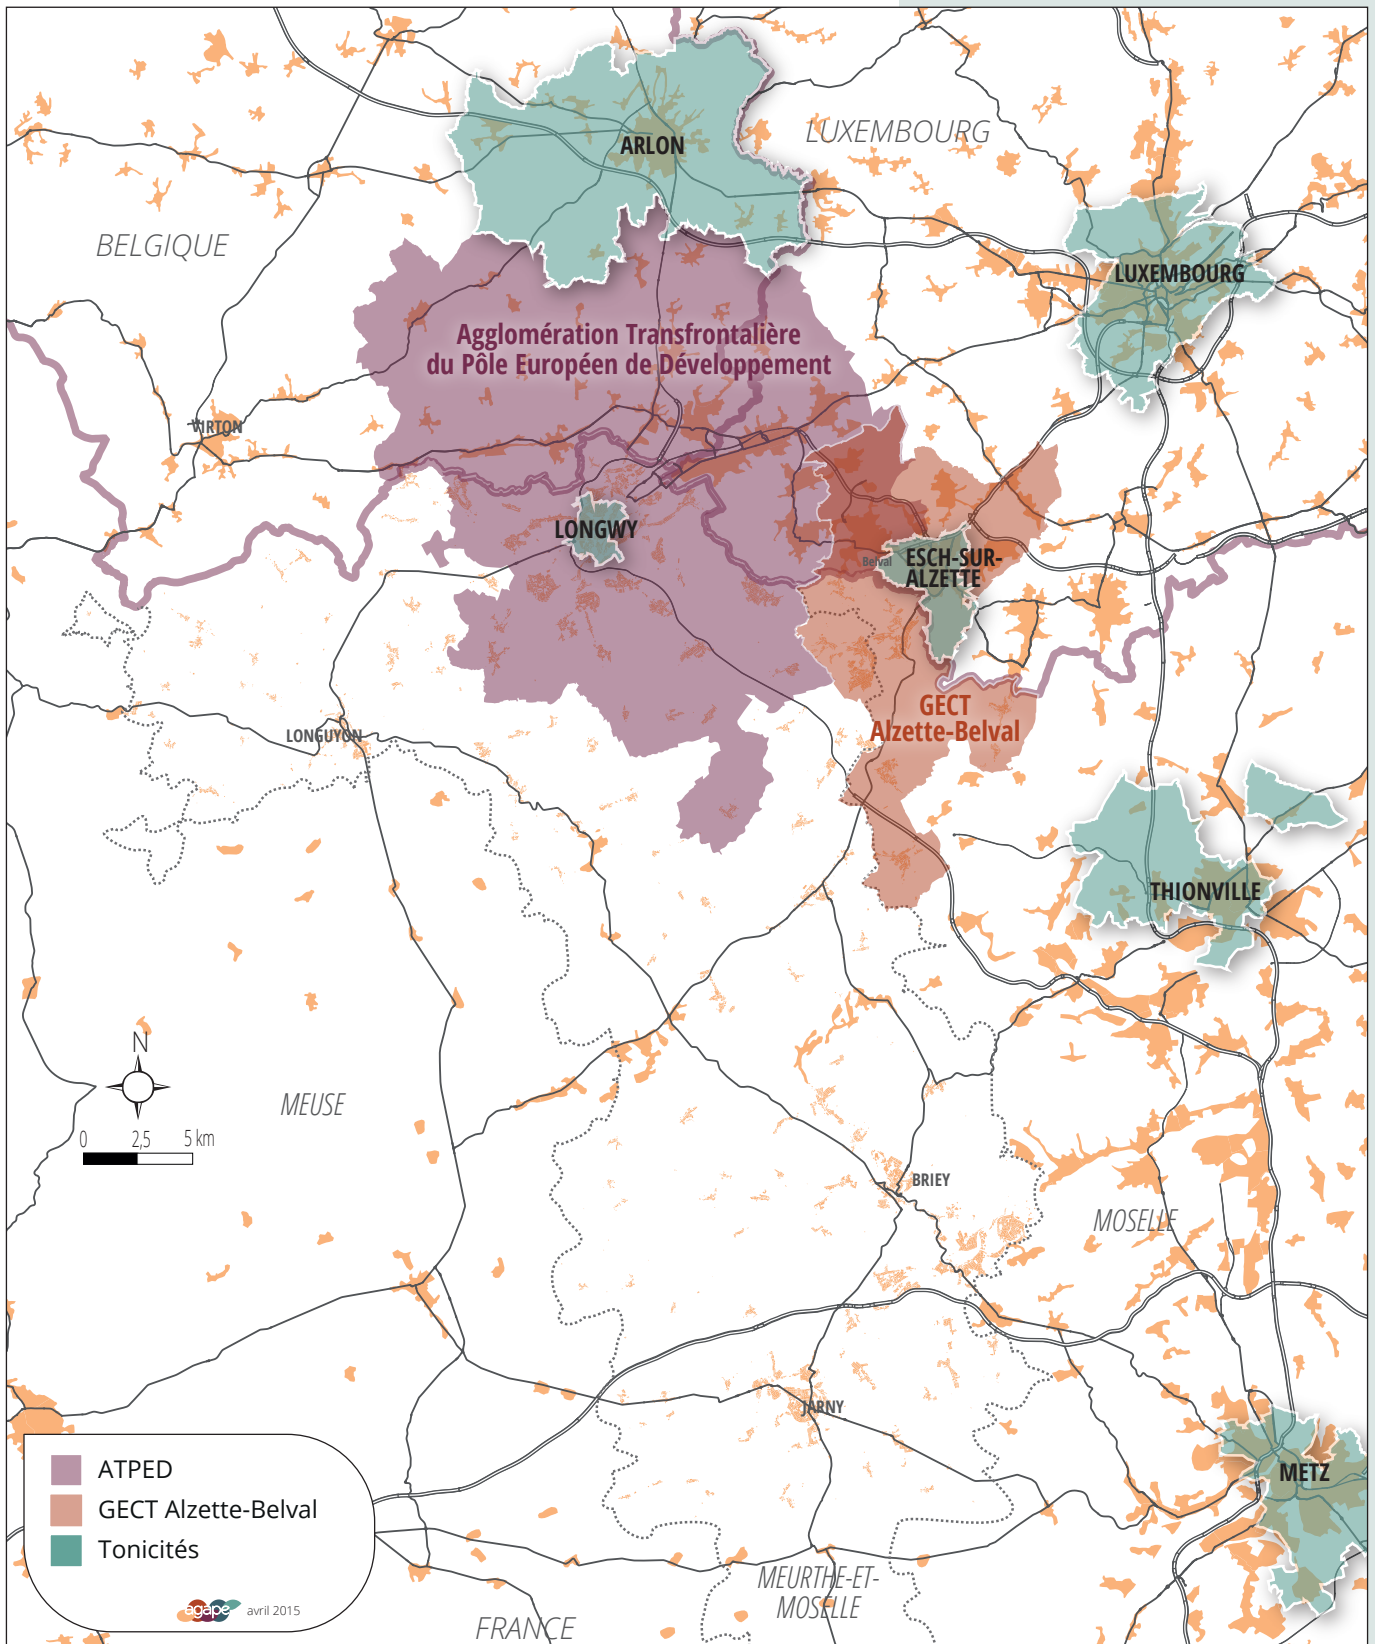 ARLON
LUXEMBOURG
BELGIQUE
LUXEMBOURG
Agglomération Transfrontalière
du Pôle Européen de Développement
VIRTON
LONGWY
Belval
ESCH-SUR-
ALZETTE
GECT
Alzette-Belval
LONGUYON
THIONVILLE
N
0 2,5 5 km
MEUSE
BRIEY
MOSELLE
JARNY
METZ
ATPED
GECT Alzette-Belval
Tonicités
agape avril 2015
MEURTHE-ET-
MOSELLE
FRANCE